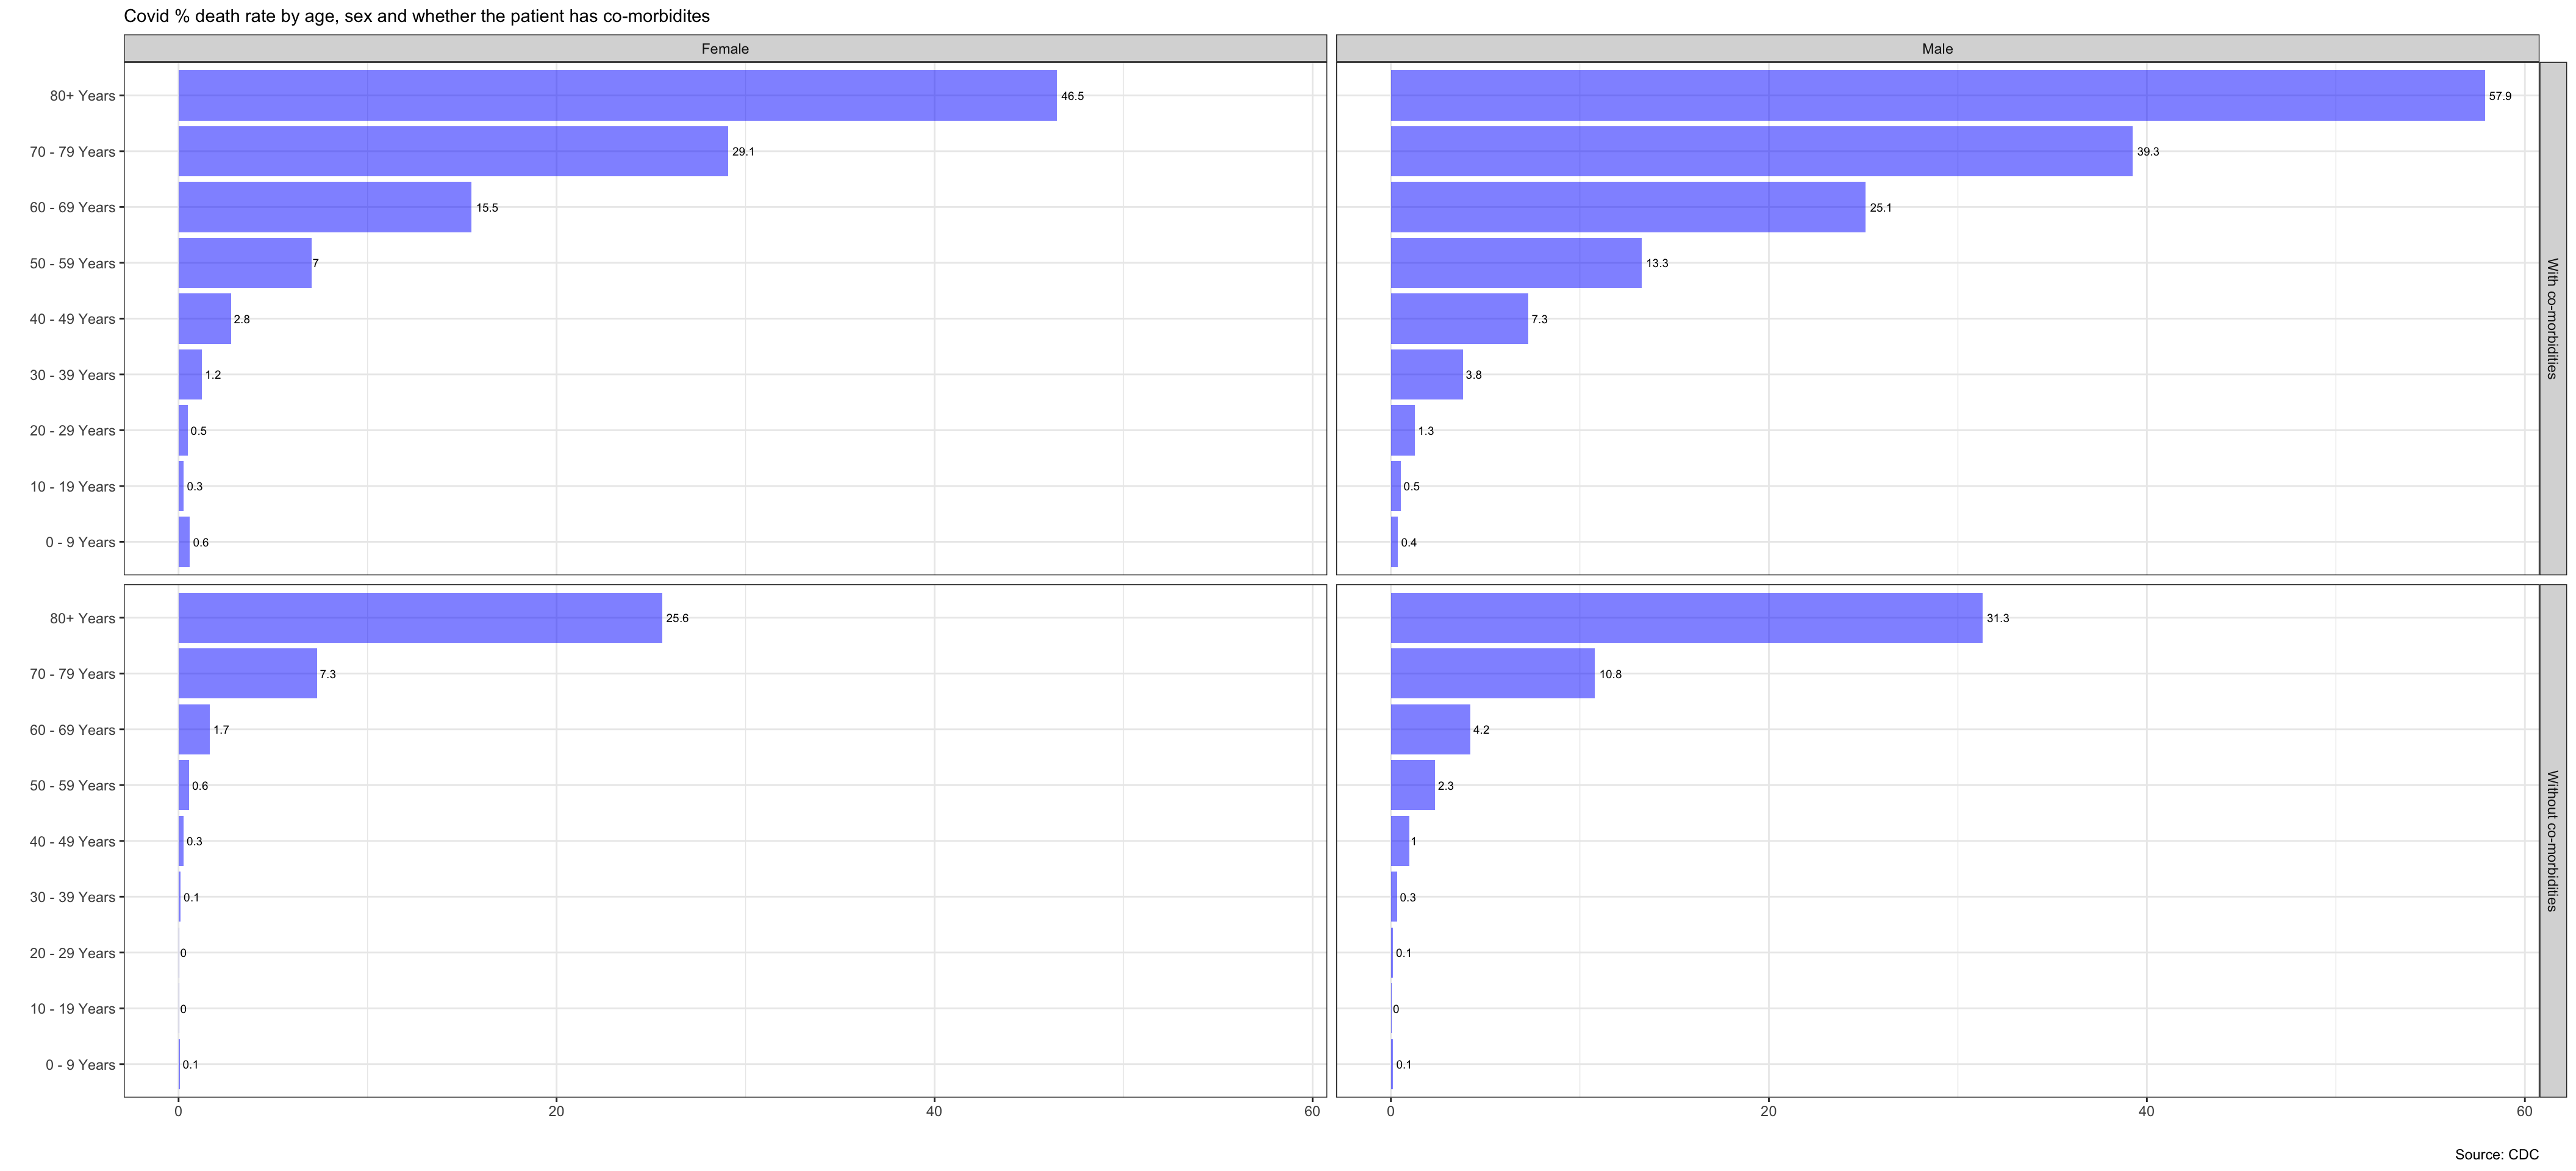 Covid % death rate by age, sex and whether the patient has co-morbidites
Female
Male
80+ Years
46.5
57.9
70 - 79 Years
29.1
39.3
60 - 69 Years
15.5
25.1
50 - 59 Years
7
13.3
40 - 49 Years
2.8
7.3
30 - 39 Years
1.2
3.8
20 - 29 Years
0.5
1.3
10 - 19 Years
0.3
0.5
0 - 9 Years
0.6
0.4
With co-morbidities
80+ Years
25.6
31.3
70 - 79 Years
7.3
10.8
60 - 69 Years
1.7
4.2
50 - 59 Years
0.6
2.3
40 - 49 Years
0.3
1
30 - 39 Years
0.1
0.3
20 - 29 Years
0
0.1
10 - 19 Years
0
0
0 - 9 Years
0.1
0.1
Without co-morbidities
0 20 40 60
0 20 40 60
Source: CDC